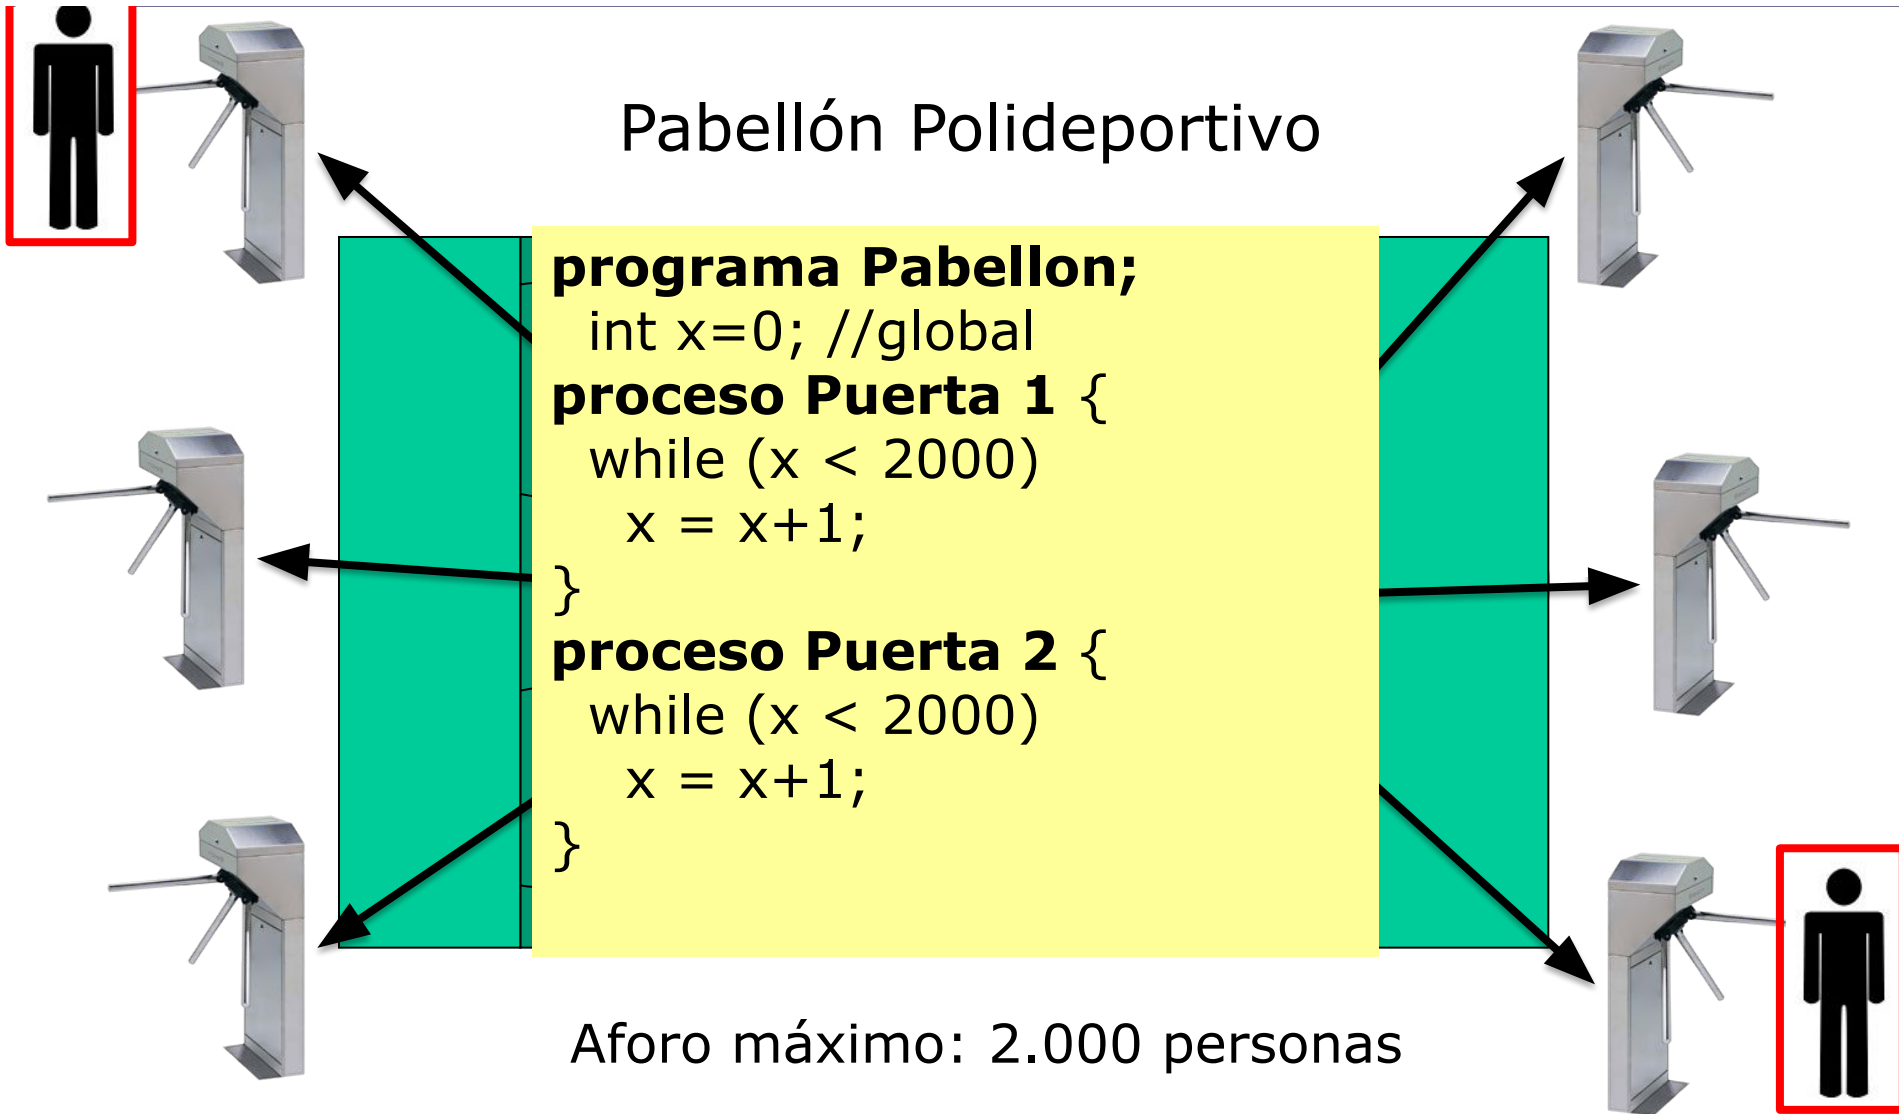 Pabellón Polideportivo
programa Pabellon;
int x=0; //global
proceso Puerta 1 {
while (x < 2000)
x = x+1;
}
proceso Puerta 2 {
while (x < 2000)
x = x+1;
}
Aforo máximo: 2.000 personas